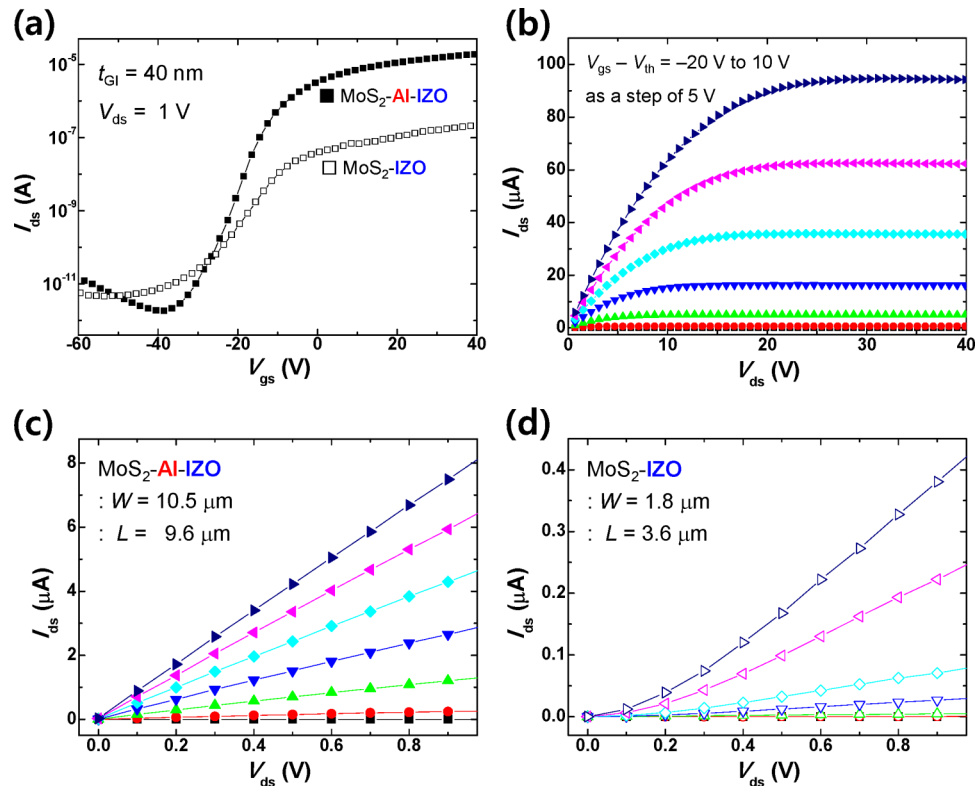 (a)
10⁻⁵
10⁻⁷
10⁻⁹
10⁻¹¹
I_ds (A)
t_GI = 40 nm
V_ds = 1 V
MoS₂-Al-IZO
MoS₂-IZO
-60 -40 -20 0 20 40
V_gs (V)
(b)
100
80
60
40
20
0
I_ds (μA)
V_gs – V_th = –20 V to 10 V
as a step of 5 V
0 10 20 30 40
V_ds (V)
(c)
8
6
4
2
0
I_ds (μA)
MoS₂-Al-IZO
: W = 10.5 μm
: L = 9.6 μm
0.0 0.2 0.4 0.6 0.8
V_ds (V)
(d)
0.4
0.3
0.2
0.1
0.0
I_ds (μA)
MoS₂-IZO
: W = 1.8 μm
: L = 3.6 μm
0.0 0.2 0.4 0.6 0.8
V_ds (V)